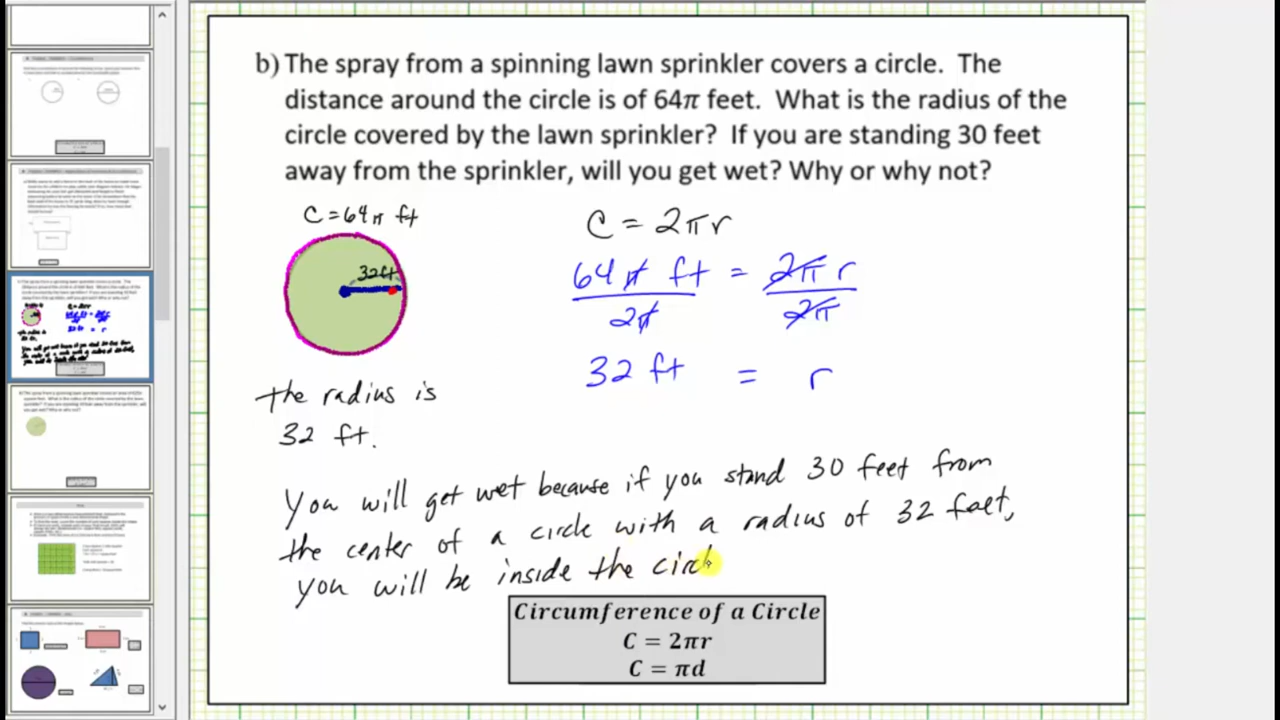 b) The spray from a spinning lawn sprinkler covers a circle.  The
distance around the circle is of 64π feet.  What is the radius of the
circle covered by the lawn sprinkler?  If you are standing 30 feet
away from the sprinkler, will you get wet? Why or why not?
C = 64π ft
32ft
C = 2πr
64π ft = 2πr
2π 2π
32 ft = r
the radius is
32 ft.
You will get wet because if you stand 30 feet from
the center of a circle with a radius of 32 feet,
you will be inside the circl
Circumference of a Circle
C = 2πr
C = πd